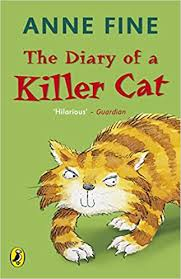 ANNE FINE
The Diary of a
Killer Cat
'Hilarious' – Guardian